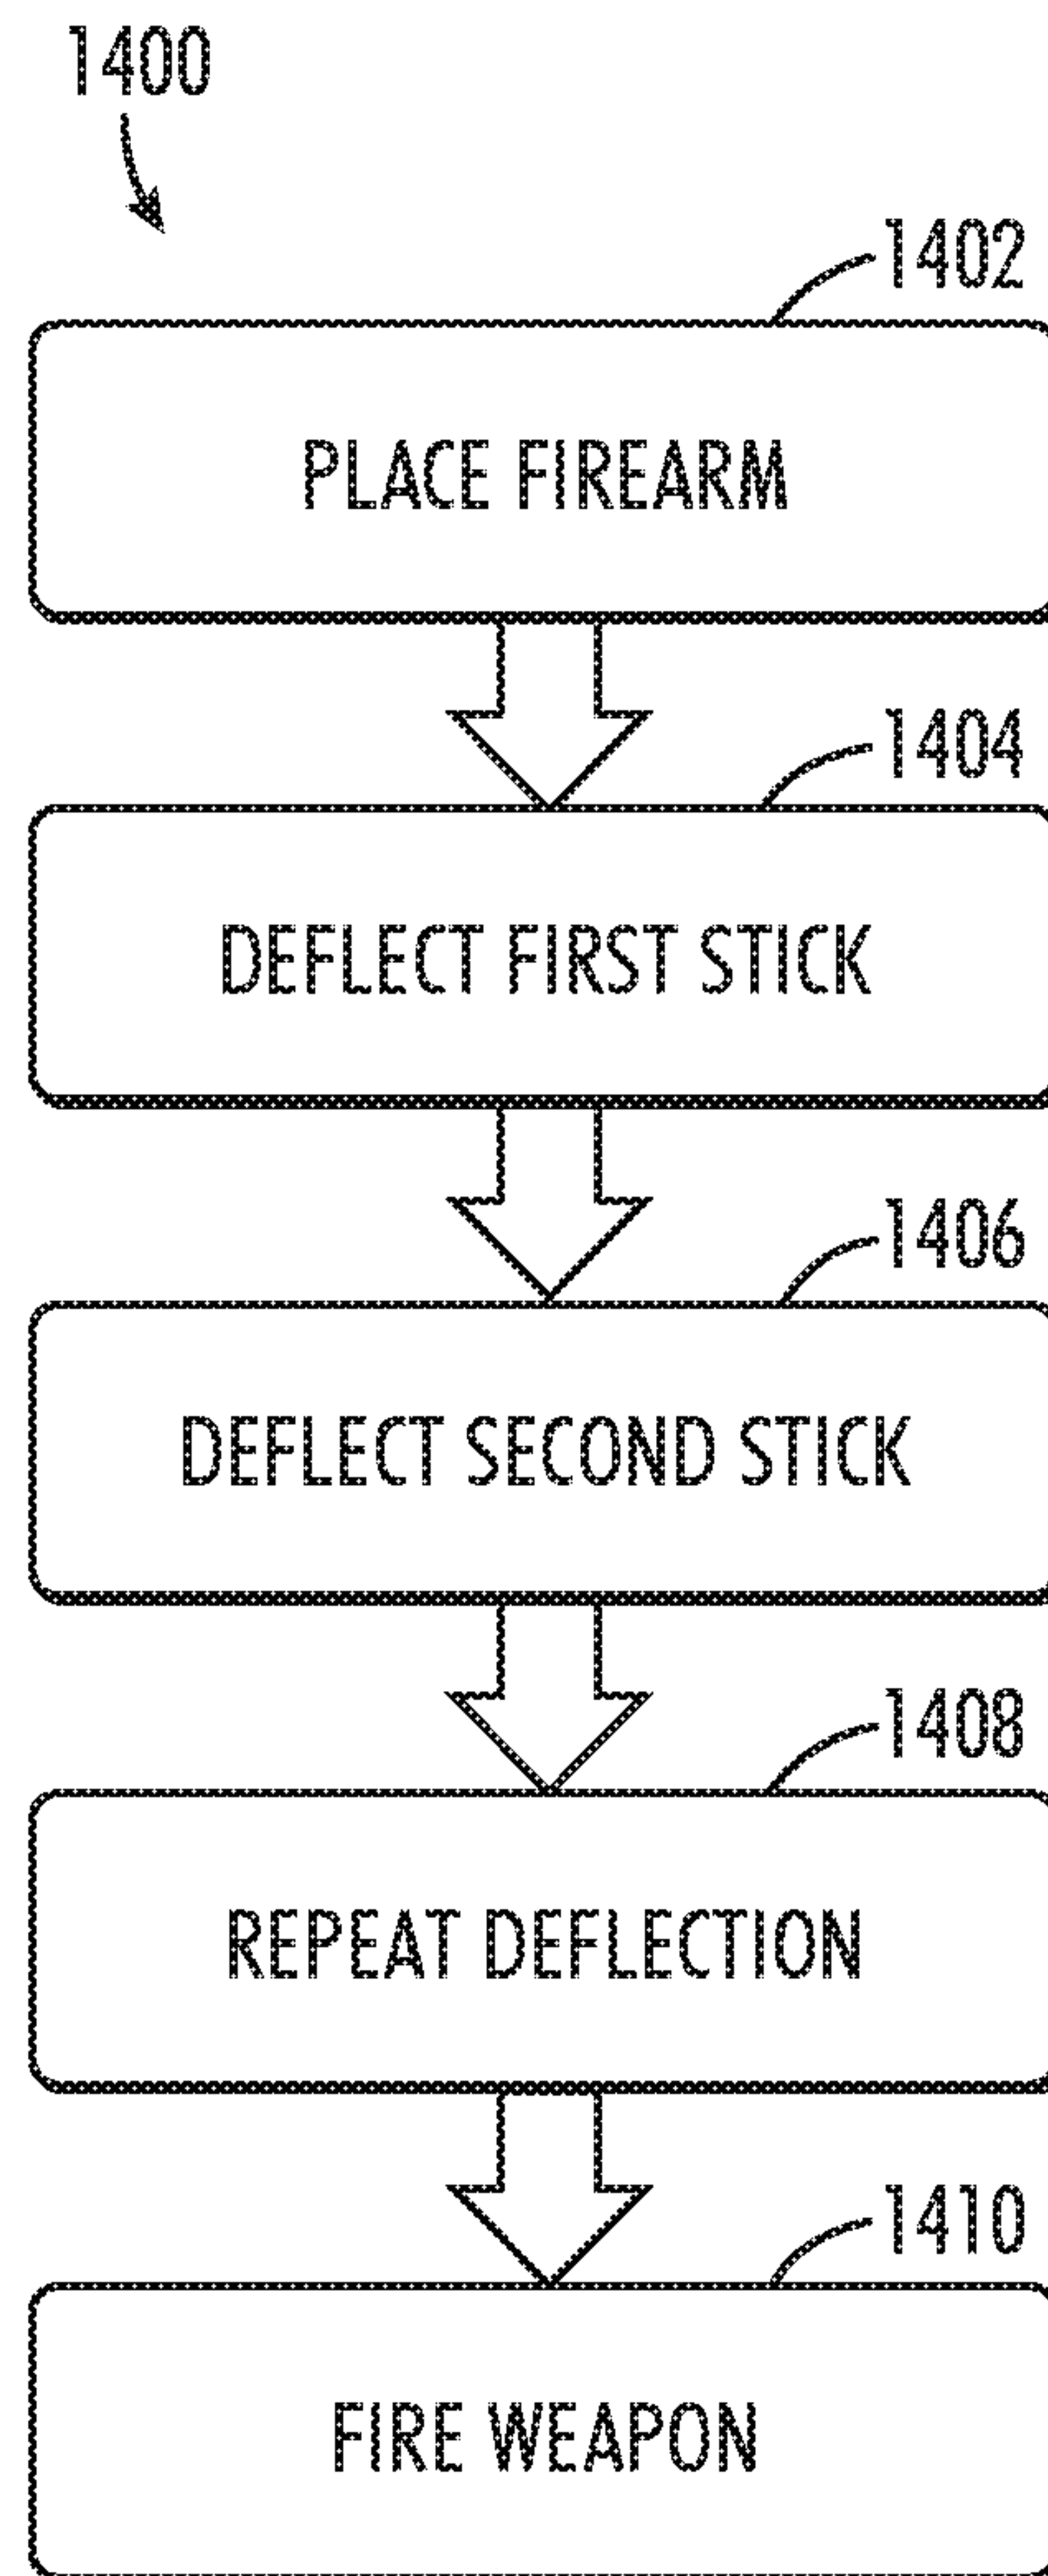 1400
1402
PLACE FIREARM
1404
DEFLECT FIRST STICK
1406
DEFLECT SECOND STICK
1408
REPEAT DEFLECTION
1410
FIRE WEAPON